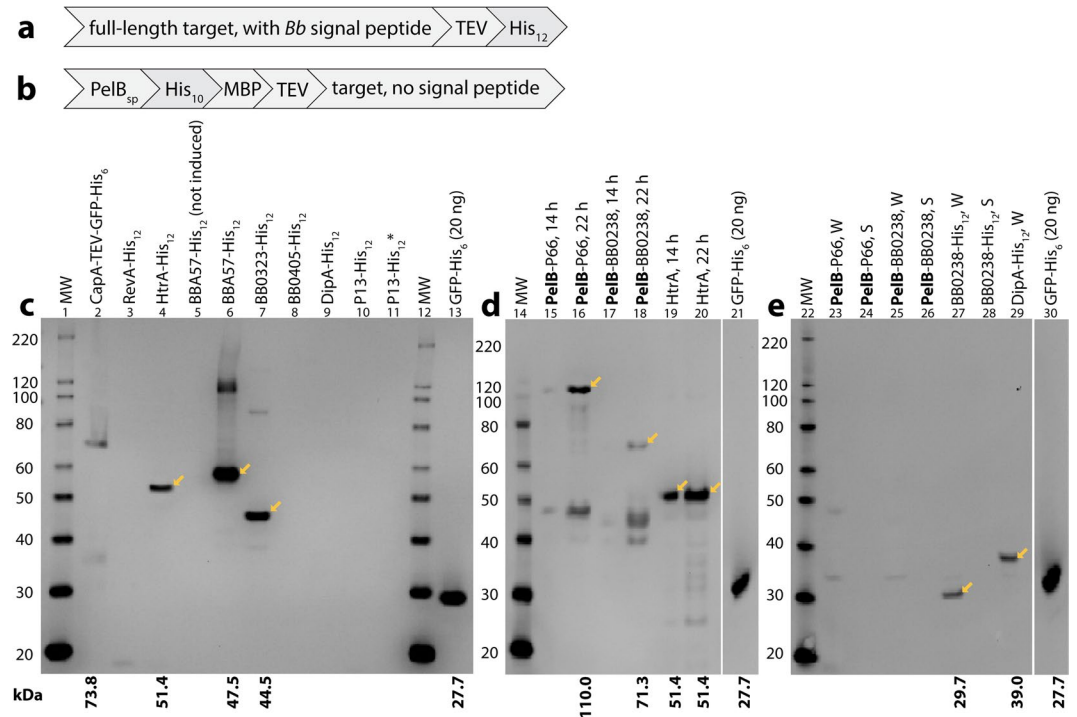 a full-length target, with Bb signal peptide TEV His12
b PelBsp His10 MBP TEV target, no signal peptide
c
MW
CapA-TEV-GFP-His6
RevA-His12
HtrA-His12
BBA57-His12 (not induced)
BBA57-His12
BB0323-His12
BB0405-His12
DipA-His12
P13-His12
P13-His12*
MW
GFP-His6 (20 ng)
1 2 3 4 5 6 7 8 9 10 11 12 13
220
120
100
80
60
50
40
30
20
kDa
73.8 51.4 47.5 44.5 27.7
d
MW
PelB-P66, 14 h
PelB-P66, 22 h
PelB-BB0238, 14 h
PelB-BB0238, 22 h
HtrA, 14 h
HtrA, 22 h
GFP-His6 (20 ng)
14 15 16 17 18 19 20 21
220
120
100
80
60
50
40
30
20
110.0 71.3 51.4 51.4 27.7
e
MW
PelB-P66, W
PelB-P66, S
PelB-BB0238, W
PelB-BB0238, S
BB0238-His12, W
BB0238-His12, S
DipA-His12, W
GFP-His6 (20 ng)
22 23 24 25 26 27 28 29 30
220
120
100
80
60
50
40
30
20
29.7 39.0 27.7